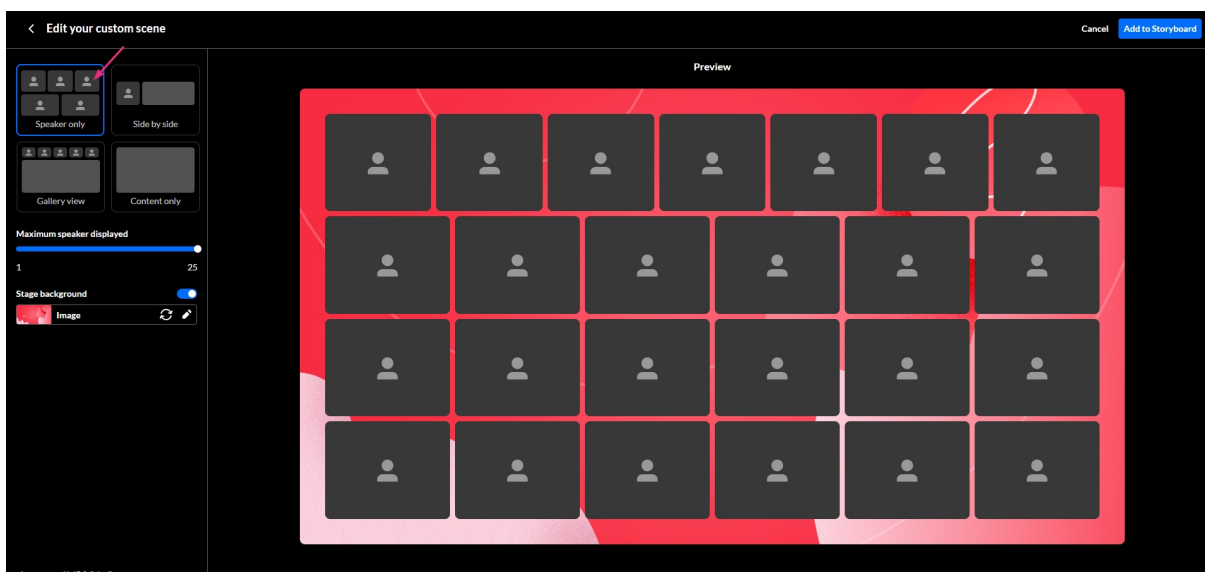 Edit your custom scene
Cancel
Add to Storyboard
Preview
Speaker only
Side by side
Gallery view
Content only
Maximum speaker displayed
1
25
Stage background
Image